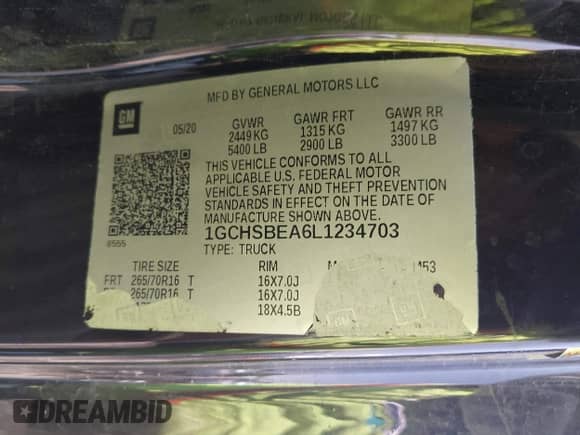 MFD BY GENERAL MOTORS LLC
GM
05/20
GVWR GAWR FRT GAWR RR
2449 KG 1315 KG 1497 KG
5400 LB 2900 LB 3300 LB
THIS VEHICLE CONFORMS TO ALL
APPLICABLE U.S. FEDERAL MOTOR
VEHICLE SAFETY AND THEFT PREVENTION
STANDARDS IN EFFECT ON THE DATE OF
MANUFACTURE SHOWN ABOVE.
8555
1GCHSBEA6L1234703
TYPE: TRUCK
TIRE SIZE RIM
FRT 265/70R16 T 16X7.0J
265/70R16 T 16X7.0J
18X4.5B
DREAMBID